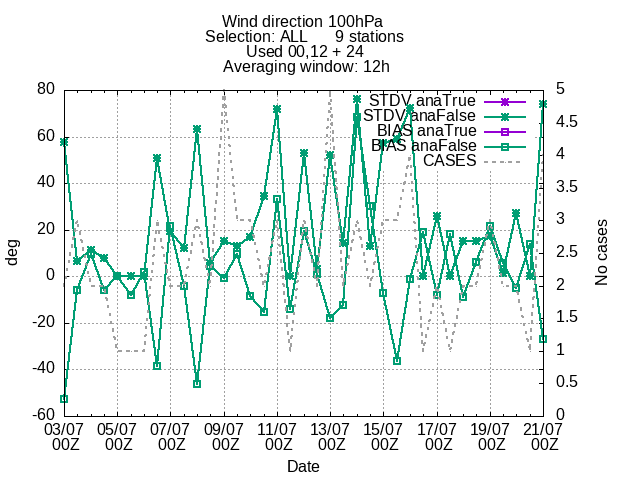 Wind direction 100hPa
Selection: ALL 9 stations
Used 00,12 + 24
Averaging window: 12h
STDV anaTrue
STDV anaFalse
BIAS anaTrue
BIAS anaFalse
CASES
80
60
40
20
0
-20
-40
-60
deg
5
4.5
4
3.5
3
2.5
2
1.5
1
0.5
0
No cases
03/07 05/07 07/07 09/07 11/07 13/07 15/07 17/07 19/07 21/07
00Z 00Z 00Z 00Z 00Z 00Z 00Z 00Z 00Z 00Z
Date